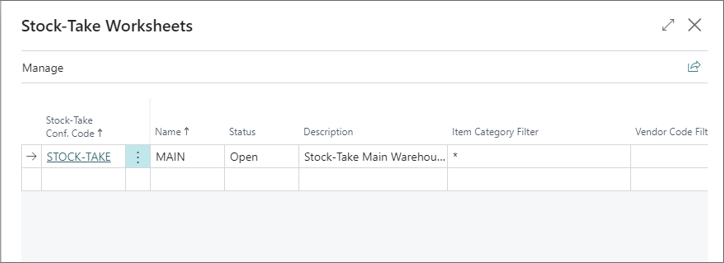 Stock-Take Worksheets
Manage
Stock-Take
Conf. Code ↑
Name ↑
Status
Description
Item Category Filter
Vendor Code Filt
STOCK-TAKE
MAIN
Open
Stock-Take Main Warehou...
*